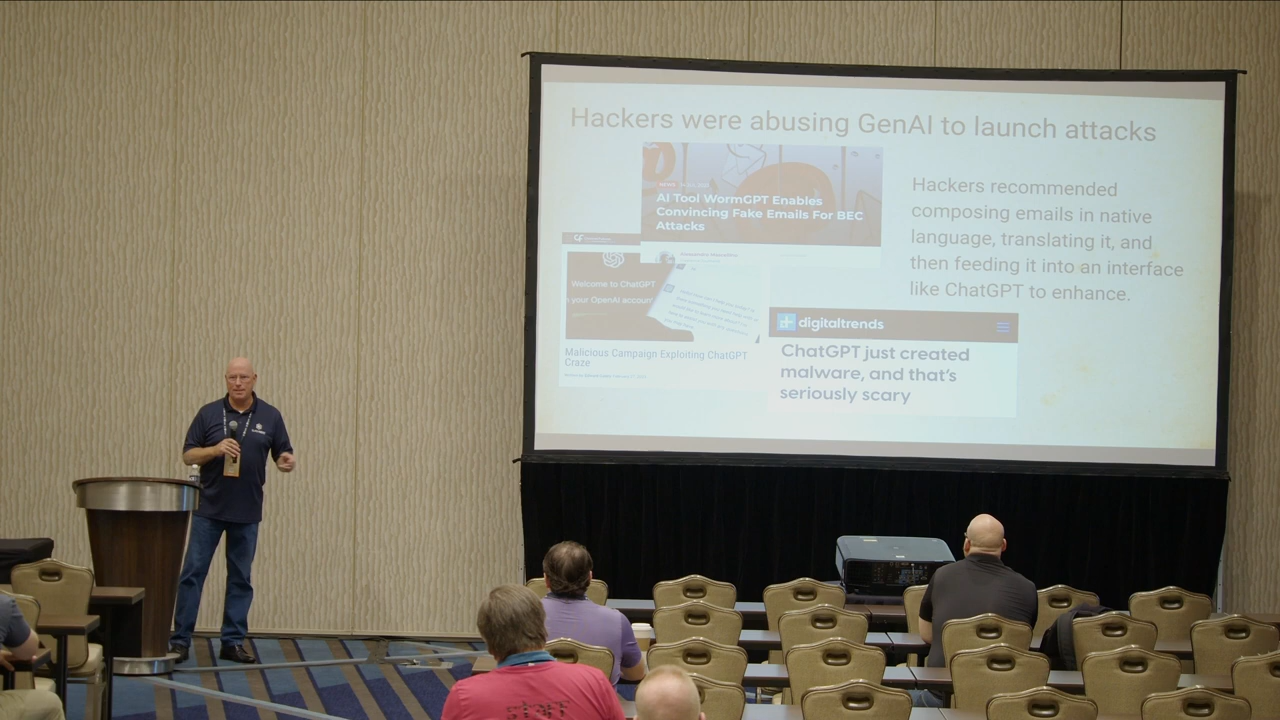 Hackers were abusing GenAI to launch attacks
AI Tool WormGPT Enables
Convincing Fake Emails For BEC
Attacks
Hackers recommended
composing emails in native
language, translating it, and
then feeding it into an interface
like ChatGPT to enhance.
Welcome to ChatGPT
your OpenAI account
Malicious Campaign Exploiting ChatGPT
Craze
digitaltrends
ChatGPT just created
malware, and that's
seriously scary
STAFF